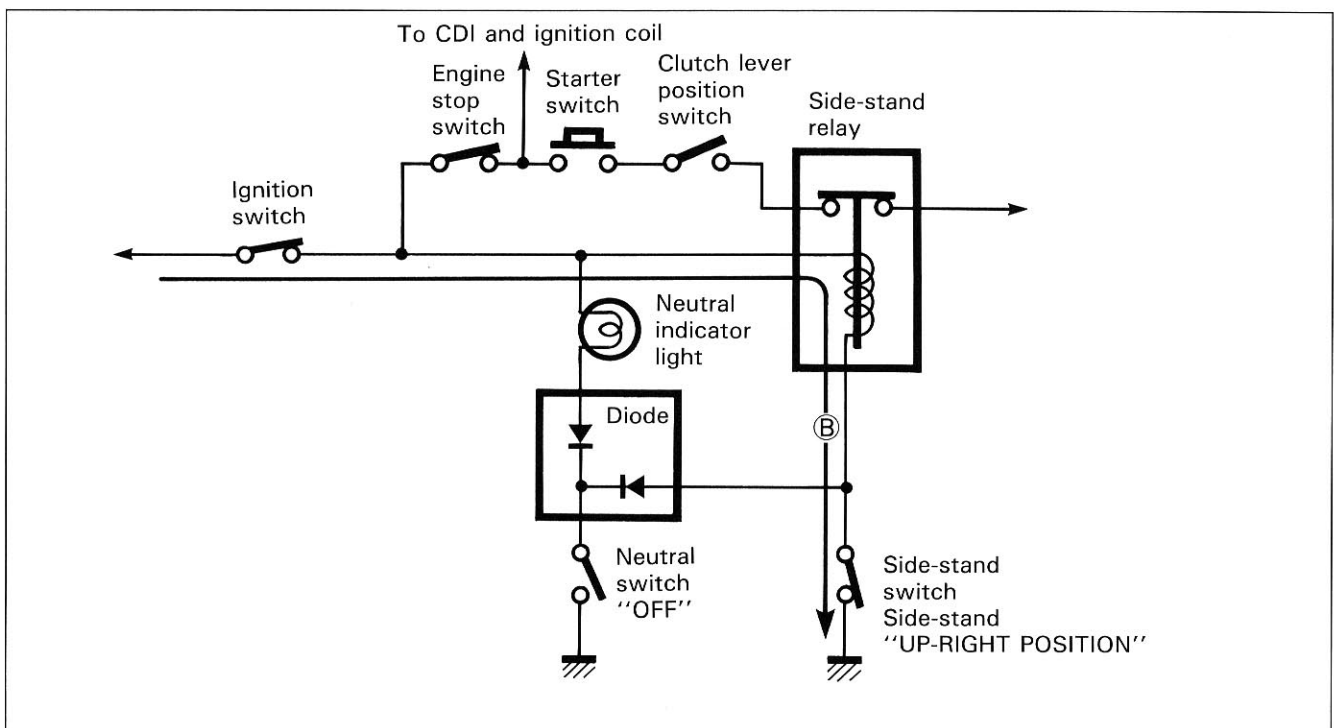 To CDI and ignition coil
Engine
stop
switch
Starter
switch
Clutch lever
position
switch
Side-stand
relay
Ignition
switch
Neutral
indicator
light
Diode
B
Neutral
switch
‘‘OFF’’
Side-stand
switch
Side-stand
‘‘UP-RIGHT POSITION’’